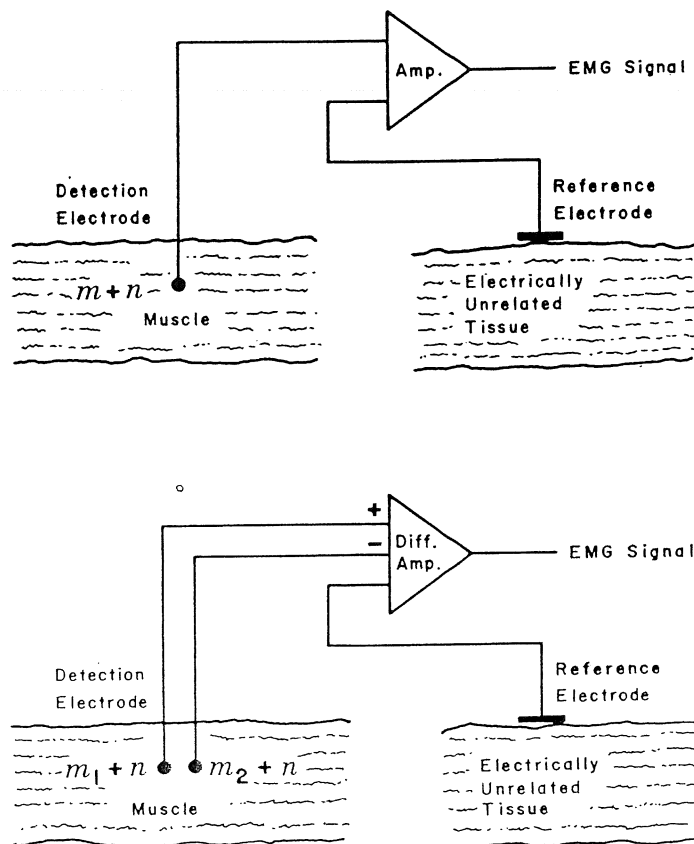 Amp.
EMG Signal
Detection
Electrode
Reference
Electrode
m + n
Muscle
Electrically
Unrelated
Tissue
+
−
Diff.
Amp.
EMG Signal
Detection
Electrode
Reference
Electrode
m₁ + n
m₂ + n
Muscle
Electrically
Unrelated
Tissue